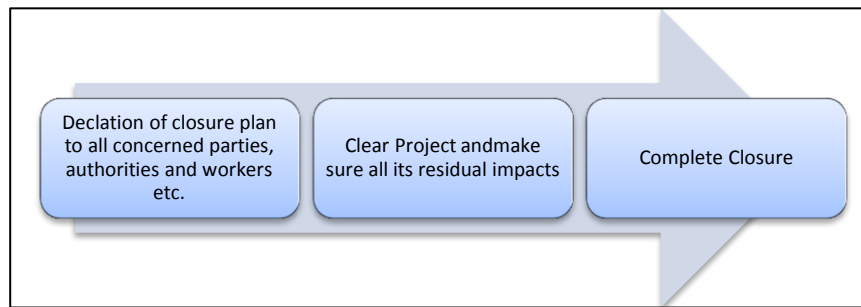 Declation of closure plan
to all concerned parties,
authorities and workers
etc.
Clear Project andmake
sure all its residual impacts
Complete Closure